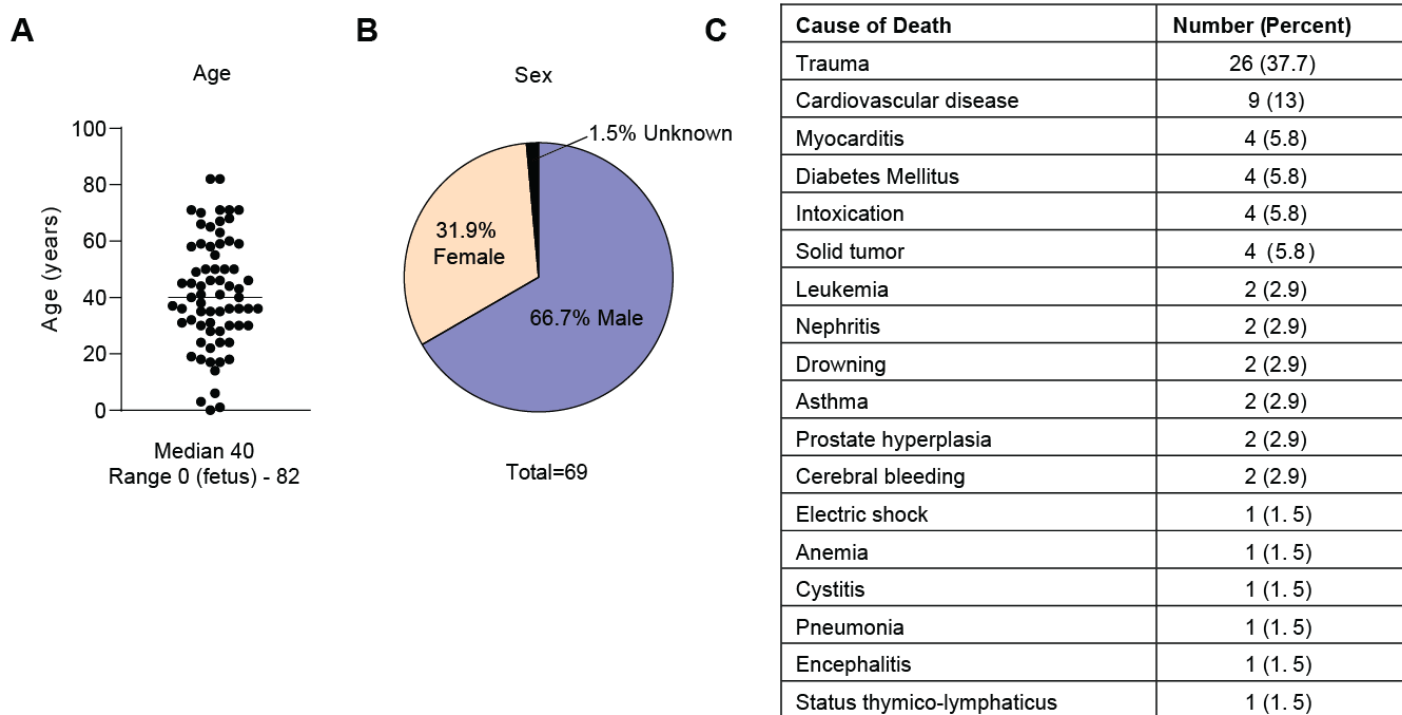 A
Age
Age (years)
100
80
60
40
20
0
Median 40
Range 0 (fetus) - 82
B
Sex
1.5% Unknown
31.9%
Female
66.7% Male
Total=69
C
Cause of Death Number (Percent)
Trauma 26 (37.7)
Cardiovascular disease 9 (13)
Myocarditis 4 (5.8)
Diabetes Mellitus 4 (5.8)
Intoxication 4 (5.8)
Solid tumor 4 (5.8)
Leukemia 2 (2.9)
Nephritis 2 (2.9)
Drowning 2 (2.9)
Asthma 2 (2.9)
Prostate hyperplasia 2 (2.9)
Cerebral bleeding 2 (2.9)
Electric shock 1 (1. 5)
Anemia 1 (1. 5)
Cystitis 1 (1. 5)
Pneumonia 1 (1. 5)
Encephalitis 1 (1. 5)
Status thymico-lymphaticus 1 (1. 5)